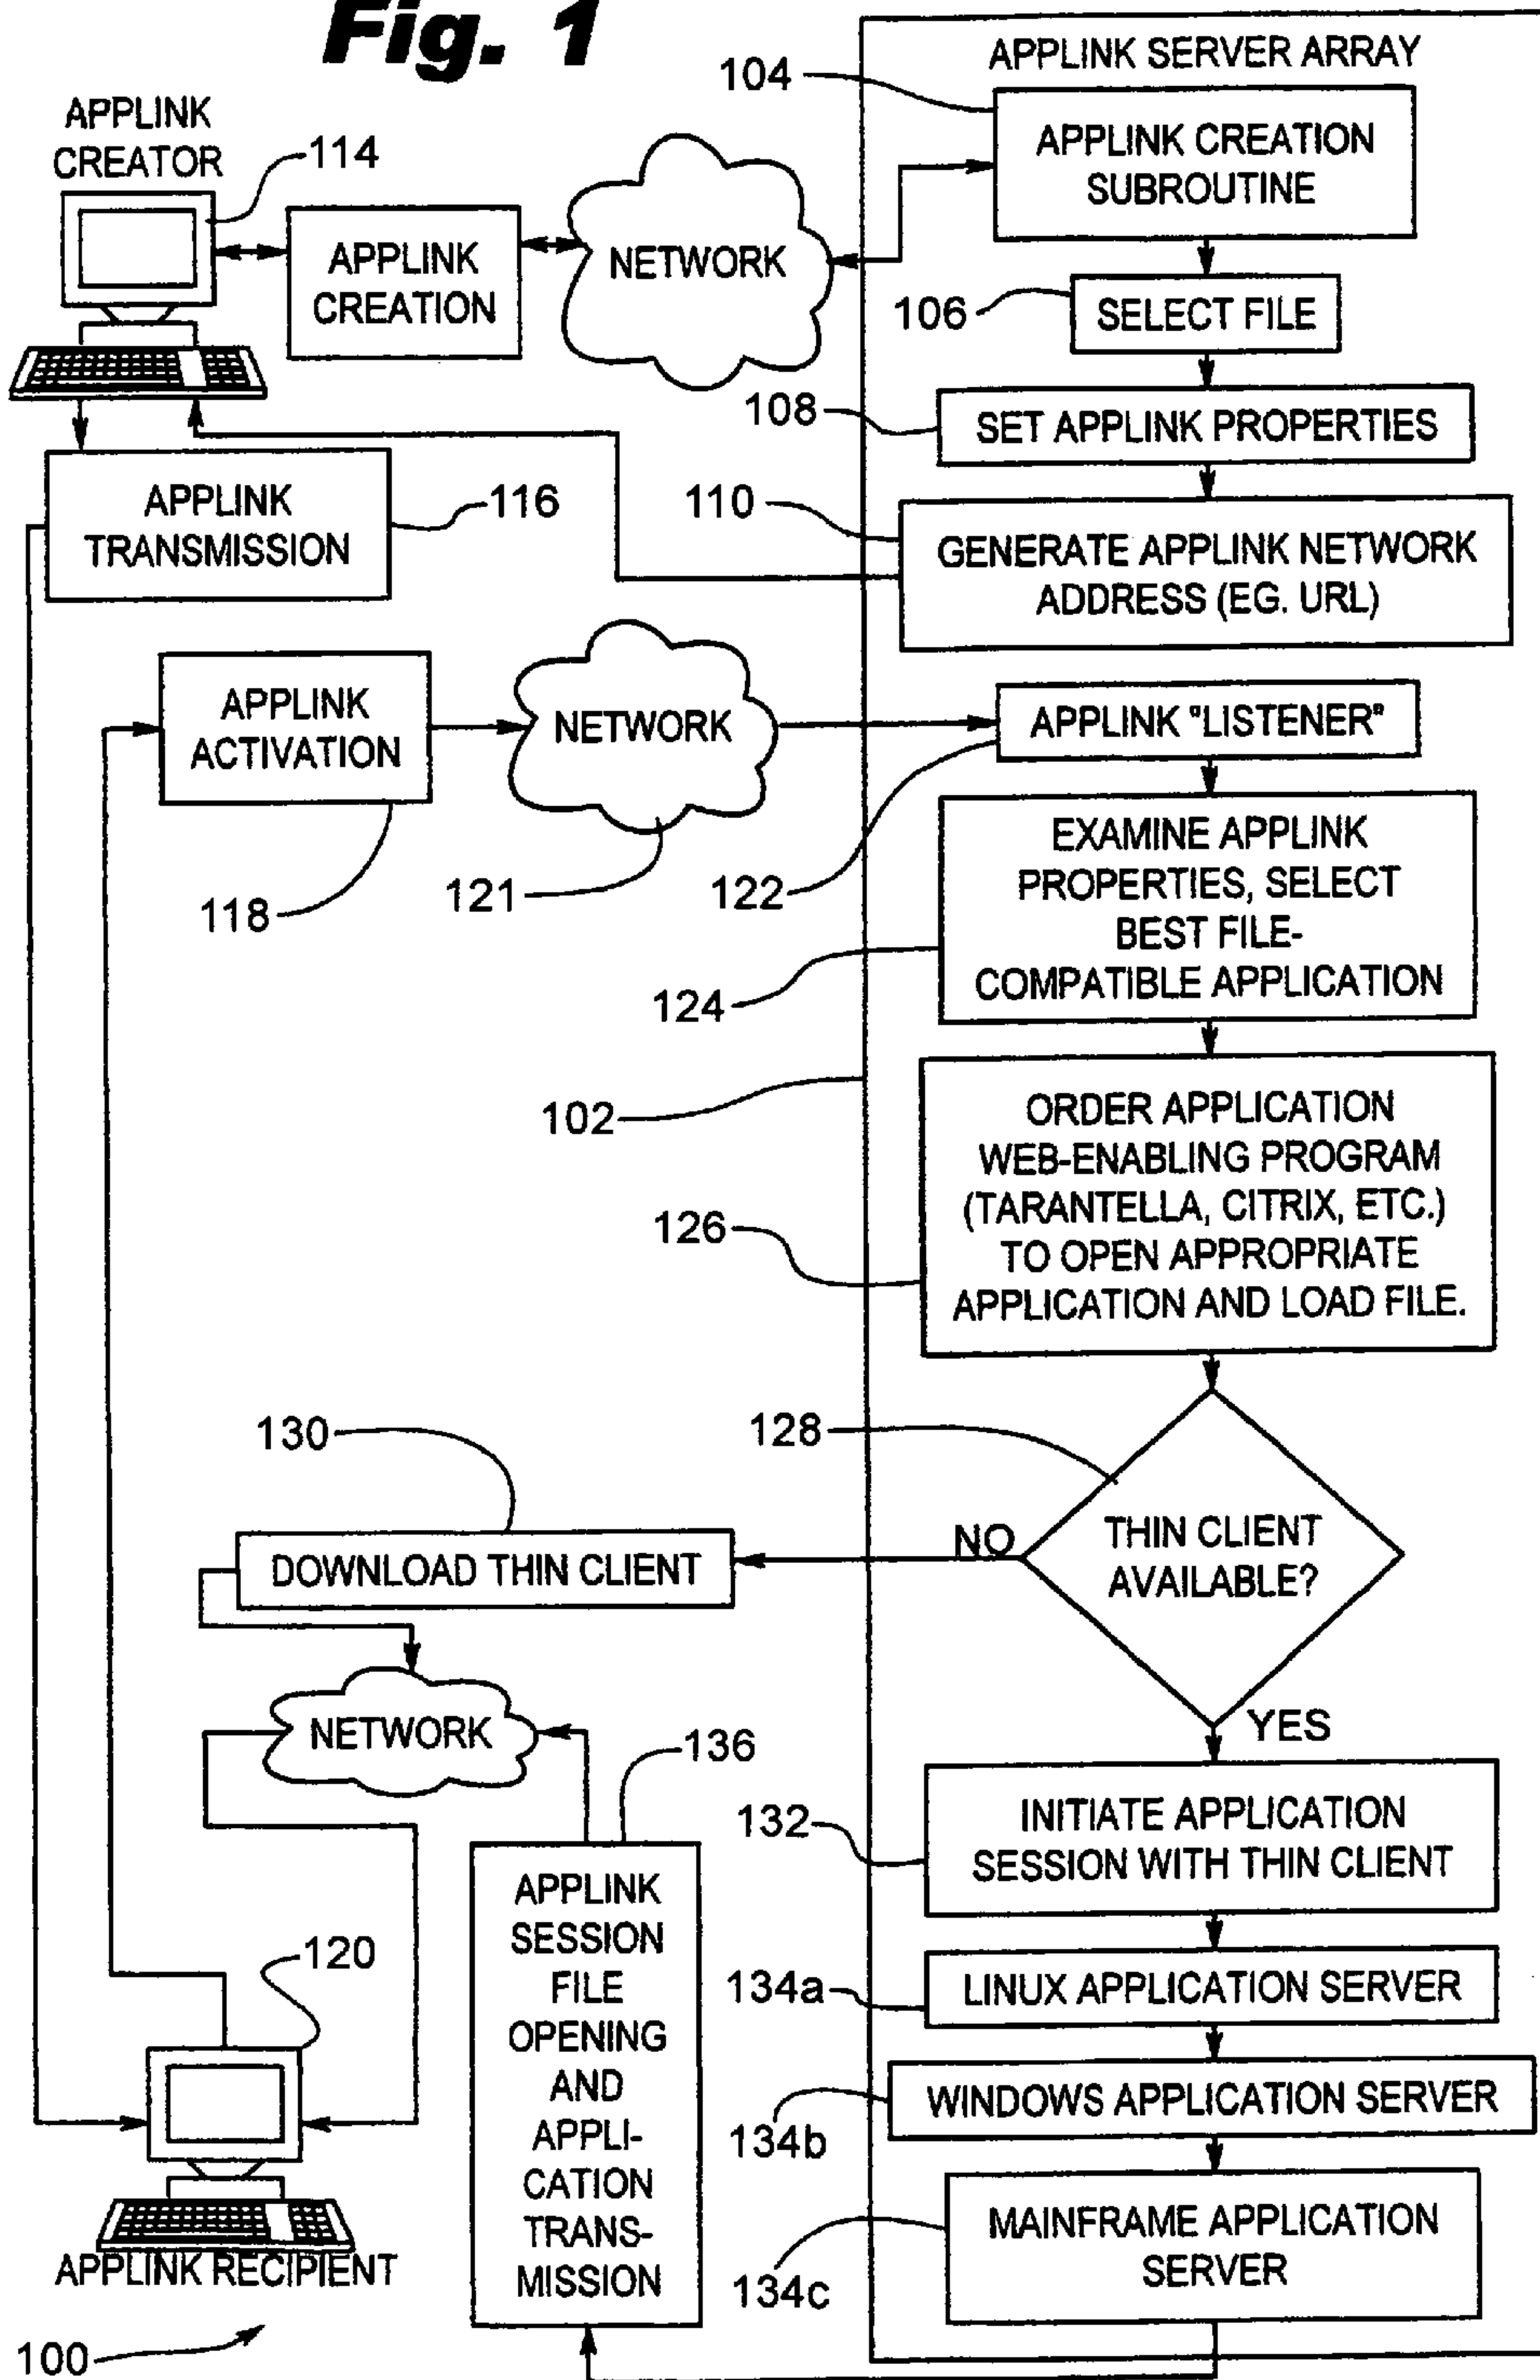 Fig. 1
APPLINK SERVER ARRAY
104
APPLINK CREATION
SUBROUTINE
APPLINK
CREATOR
114
APPLINK
CREATION
NETWORK
106
SELECT FILE
108
SET APPLINK PROPERTIES
APPLINK
TRANSMISSION
116
110
GENERATE APPLINK NETWORK
ADDRESS (EG. URL)
APPLINK
ACTIVATION
118
NETWORK
121
APPLINK "LISTENER"
122
EXAMINE APPLINK
PROPERTIES, SELECT
BEST FILE-
COMPATIBLE APPLICATION
124
102
ORDER APPLICATION
WEB-ENABLING PROGRAM
(TARANTELLA, CITRIX, ETC.)
TO OPEN APPROPRIATE
APPLICATION AND LOAD FILE.
126
128
THIN CLIENT
AVAILABLE?
NO
YES
130
DOWNLOAD THIN CLIENT
NETWORK
136
132
INITIATE APPLICATION
SESSION WITH THIN CLIENT
APPLINK
SESSION
FILE
OPENING
AND
APPLI-
CATION
TRANS-
MISSION
134a
LINUX APPLICATION SERVER
134b
WINDOWS APPLICATION SERVER
134c
MAINFRAME APPLICATION
SERVER
120
APPLINK RECIPIENT
100